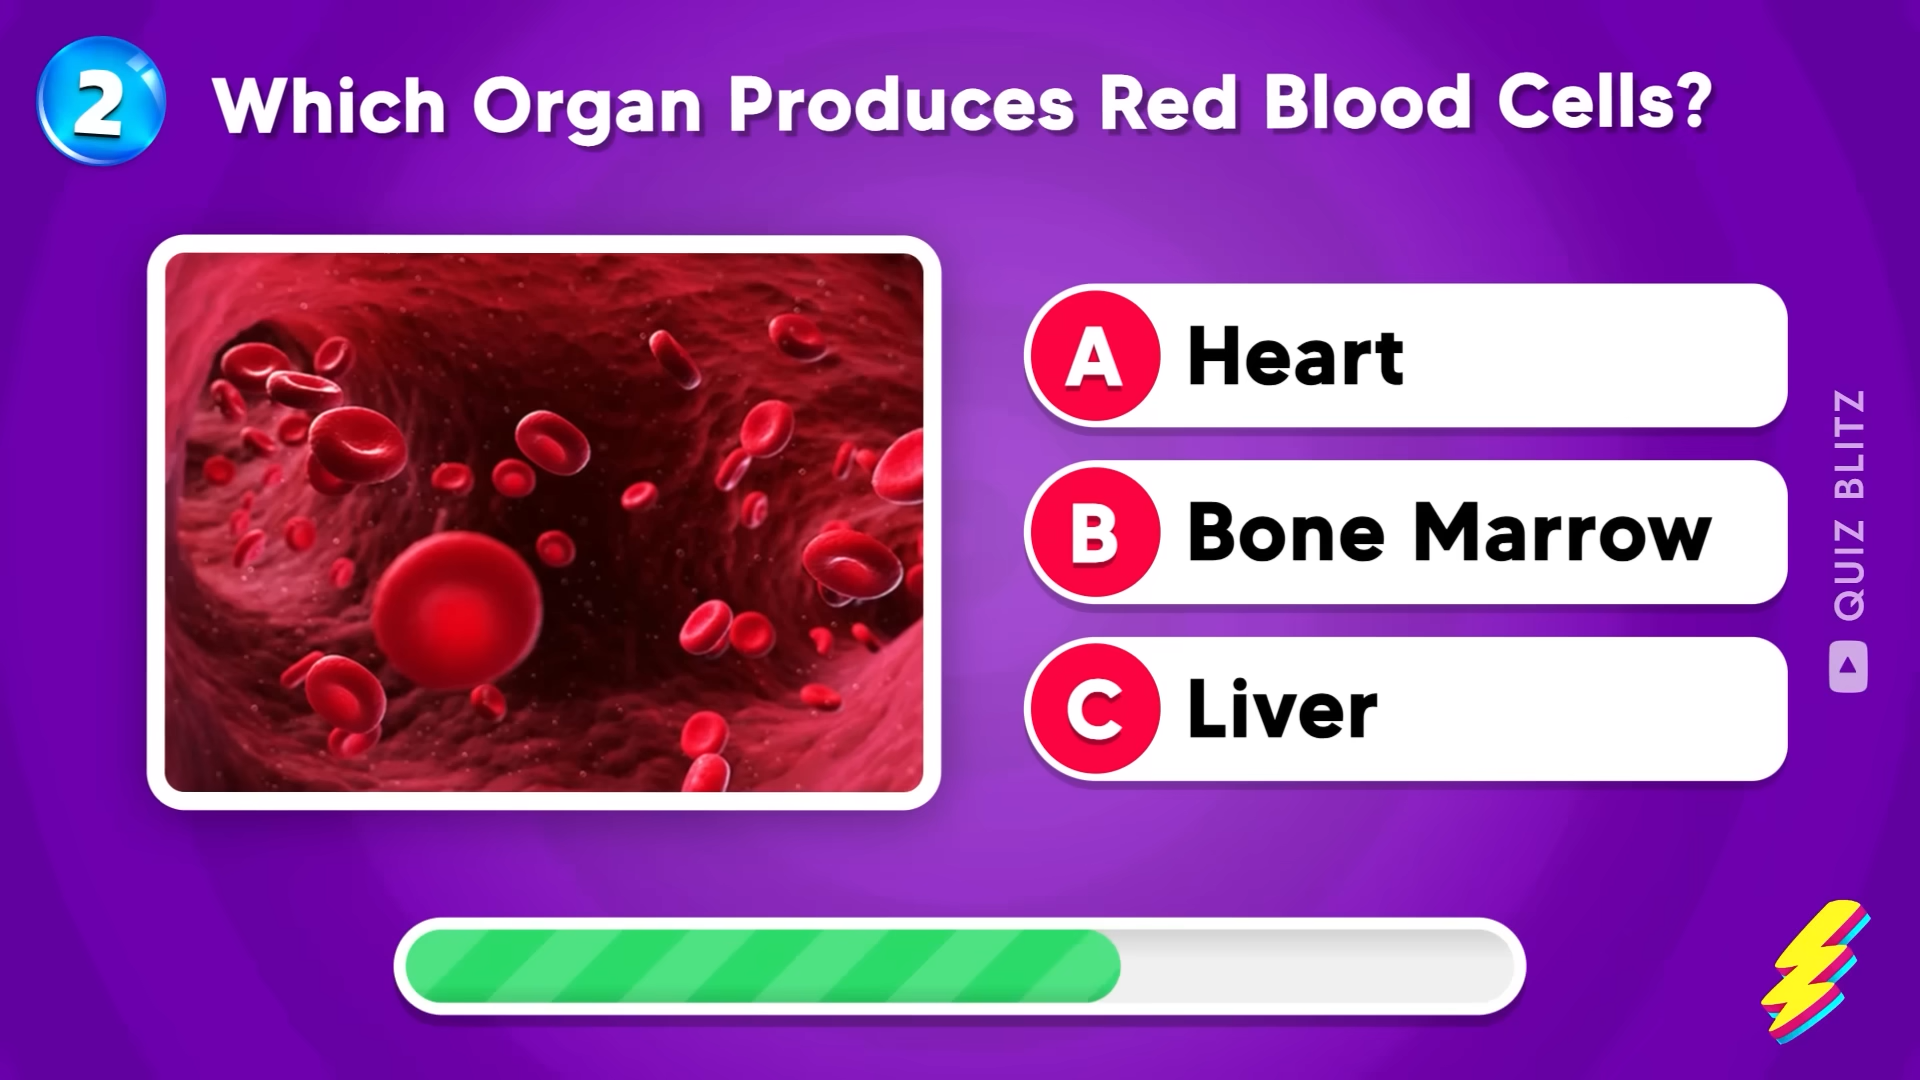 2
Which Organ Produces Red Blood Cells?
A Heart
B Bone Marrow
C Liver
QUIZ BLITZ